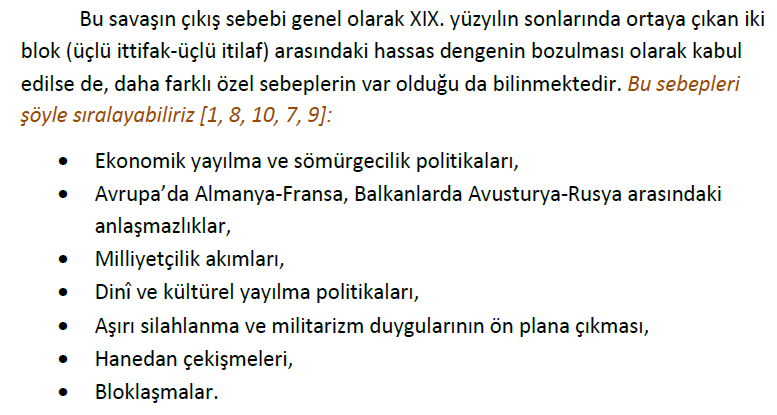 Bu savaşın çıkış sebebi genel olarak XIX. yüzyılın sonlarında ortaya çıkan iki
blok (üçlü ittifak-üçlü itilaf) arasındaki hassas dengenin bozulması olarak kabul
edilse de, daha farklı özel sebeplerin var olduğu da bilinmektedir. Bu sebepleri
şöyle sıralayabiliriz [1, 8, 10, 7, 9]:
• Ekonomik yayılma ve sömürgecilik politikaları,
• Avrupa’da Almanya-Fransa, Balkanlarda Avusturya-Rusya arasındaki
anlaşmazlıklar,
• Milliyetçilik akımları,
• Dinî ve kültürel yayılma politikaları,
• Aşırı silahlanma ve militarizm duygularının ön plana çıkması,
• Hanedan çekişmeleri,
• Bloklaşmalar.